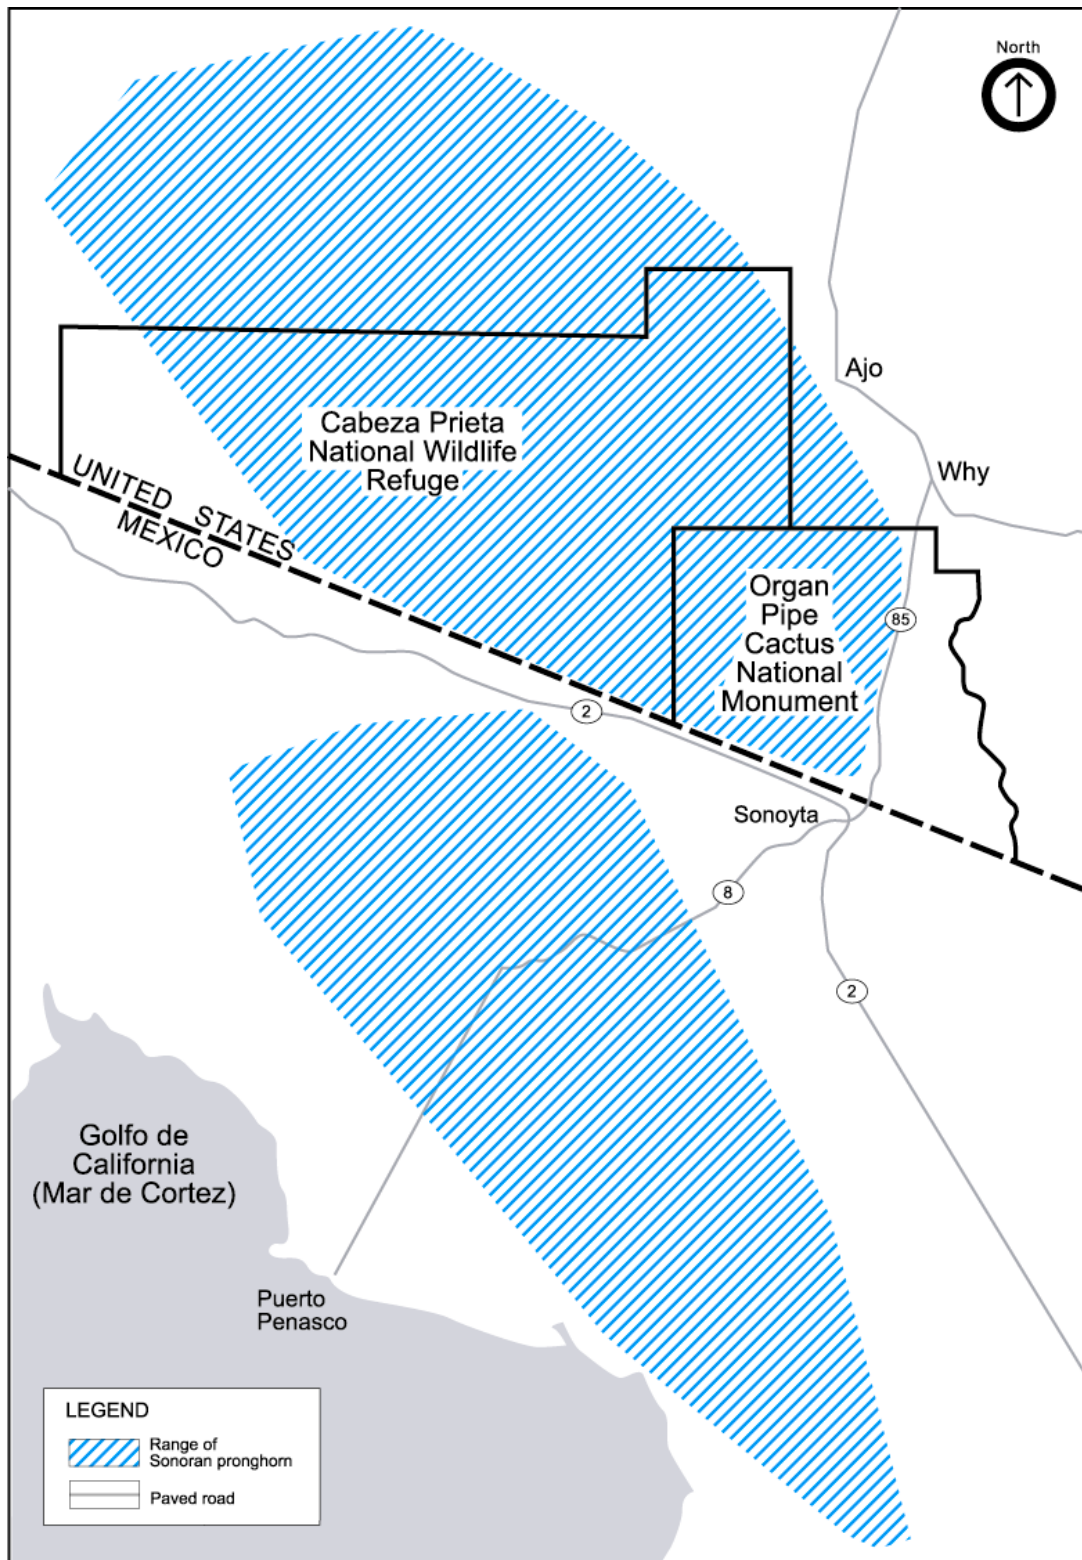 North
Ajo
Cabeza Prieta
National Wildlife
Refuge
Why
UNITED STATES
MEXICO
Organ
Pipe
Cactus
National
Monument
85
2
Sonoyta
8
2
Golfo de
California
(Mar de Cortez)
Puerto
Penasco
LEGEND
Range of
Sonoran pronghorn
Paved road